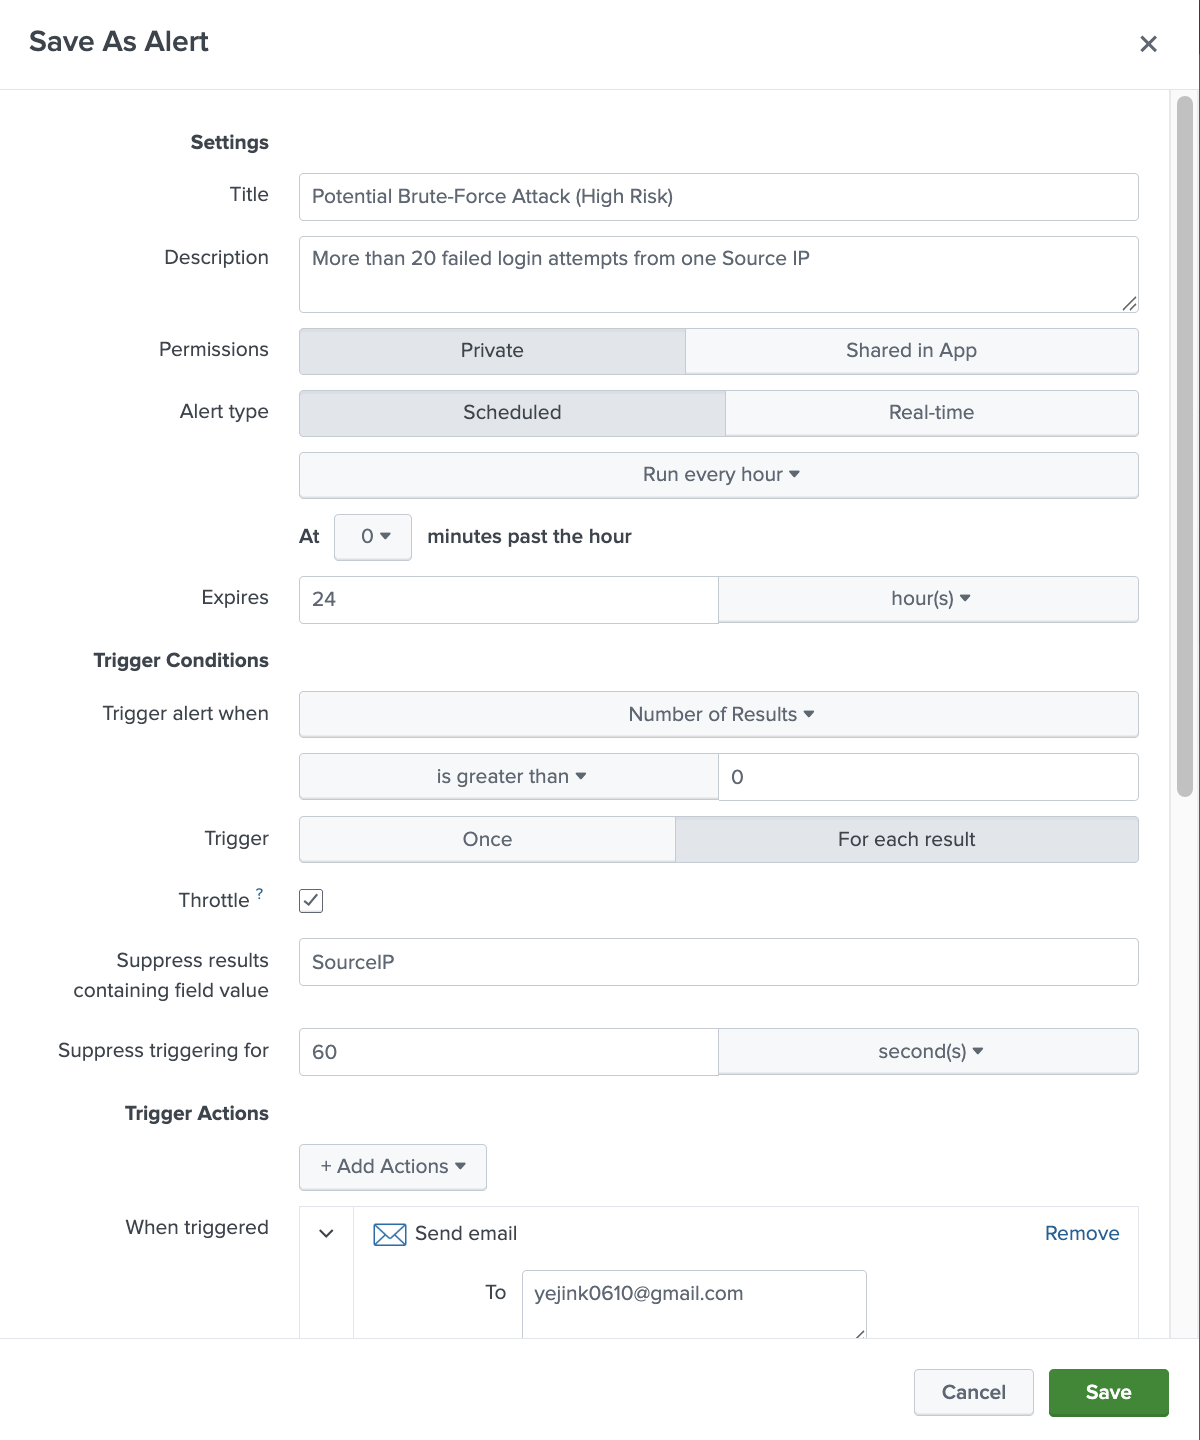 Save As Alert
Settings
Title
Potential Brute-Force Attack (High Risk)
Description
More than 20 failed login attempts from one Source IP
Permissions
Private
Shared in App
Alert type
Scheduled
Real-time
Run every hour
At 0 minutes past the hour
Expires
24
hour(s)
Trigger Conditions
Trigger alert when
Number of Results
is greater than
0
Trigger
Once
For each result
Throttle ?
Suppress results
containing field value
SourceIP
Suppress triggering for
60
second(s)
Trigger Actions
+ Add Actions
When triggered
Send email
Remove
To
yejink0610@gmail.com
Cancel
Save